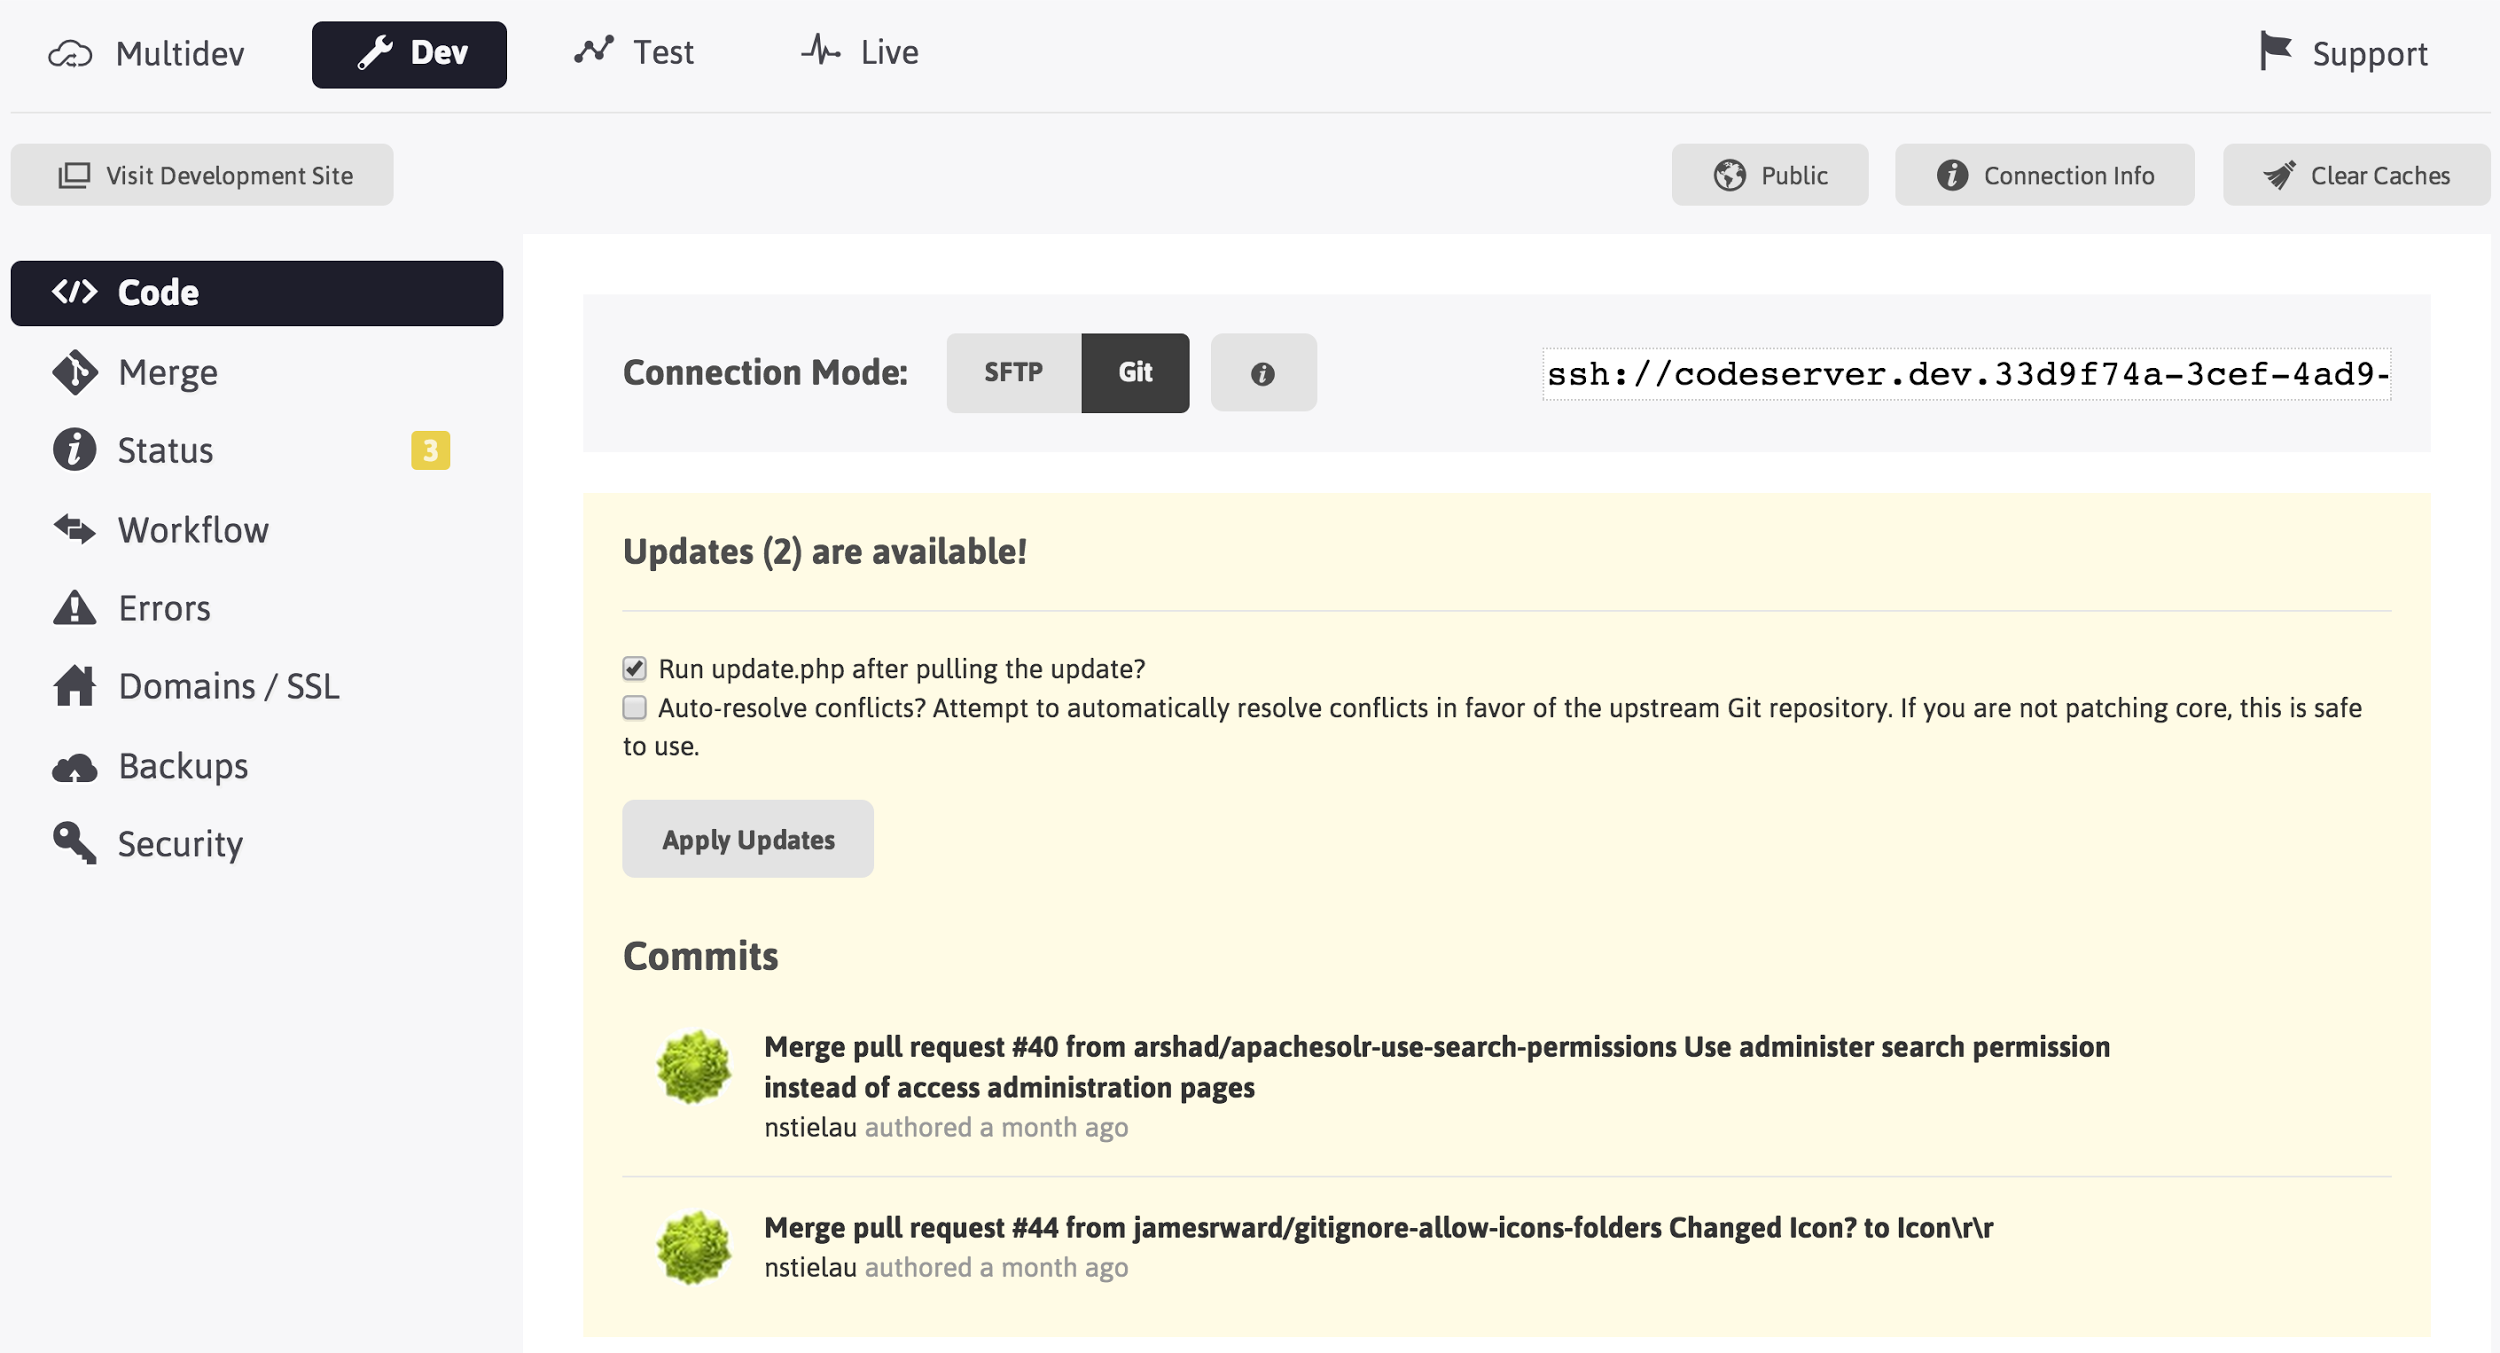 Multidev
Dev
Test
Live
Support
Visit Development Site
Public
Connection Info
Clear Caches
Code
Merge
Status
3
Workflow
Errors
Domains / SSL
Backups
Security
Connection Mode:
SFTP
Git
ssh://codeserver.dev.33d9f74a-3cef-4ad9-
Updates (2) are available!
Run update.php after pulling the update?
Auto-resolve conflicts? Attempt to automatically resolve conflicts in favor of the upstream Git repository. If you are not patching core, this is safe
to use.
Apply Updates
Commits
Merge pull request #40 from arshad/apachesolr-use-search-permissions Use administer search permission
instead of access administration pages
nstielau authored a month ago
Merge pull request #44 from jamesrward/gitignore-allow-icons-folders Changed Icon? to Icon\r\r
nstielau authored a month ago